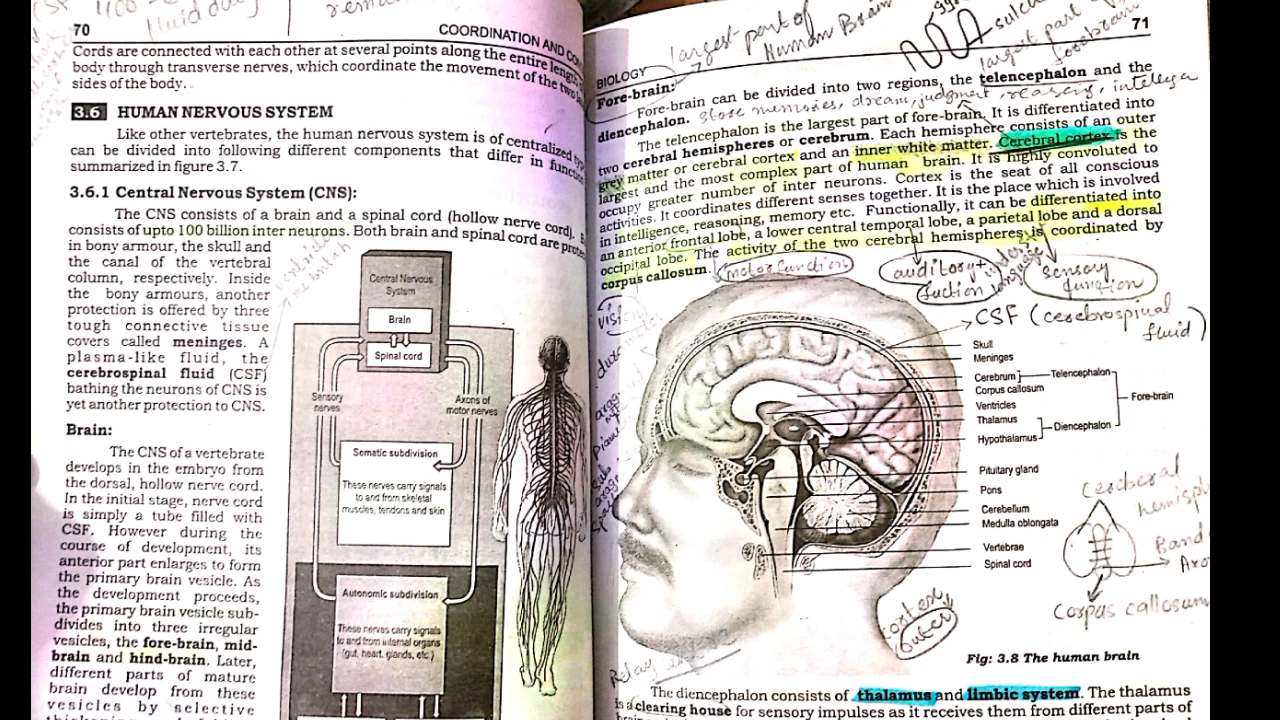 70
COORDINATION AND
Cords are connected with each other at several points along the entire length
body through transverse nerves, which coordinate the movement of the two
sides of the body.
3.6 HUMAN NERVOUS SYSTEM
Like other vertebrates, the human nervous system is of centralized
can be divided into following different components that differ in function
summarized in figure 3.7.
3.6.1 Central Nervous System (CNS):
The CNS consists of a brain and a spinal cord (hollow nerve cord).
consists of upto 100 billion inter neurons. Both brain and spinal cord are
in bony armour, the skull and
the canal of the vertebral
column, respectively. Inside
the bony armours, another
protection is offered by three
tough connective tissue
covers called meninges. A
plasma-like fluid, the
cerebrospinal fluid (CSF)
bathing the neurons of CNS is
yet another protection to CNS.
Brain:
The CNS of a vertebrate
develops in the embryo from
the dorsal, hollow nerve cord.
In the initial stage, nerve cord
is simply a tube filled with
CSF. However during the
course of development, its
anterior part enlarges to form
the primary brain vesicle. As
the development proceeds,
the primary brain vesicle sub-
divides into three irregular
vesicles, the fore-brain, mid-
brain and hind-brain. Later,
different parts of mature
brain develop from these
vesicles by selective
Central Nervous
System
Brain
Spinal cord
Sensory
nerves
Axons of
motor nerves
Somatic subdivision
These nerves carry signals
to and from skeletal
muscles, tendons and skin
Autonomic subdivision
These nerves carry signals
to and from internal organs
(gut, heart, glands, etc.)
71
BIOLOGY
largest part of
Human Brain
largest part
forebrain
Fore-brain:
Fore-brain can be divided into two regions, the telencephalon and the
diencephalon. store memories, dream, judgment
The telencephalon is the largest part of fore-brain. It is differentiated into
two cerebral hemispheres or cerebrum. Each hemisphere consists of an outer
grey matter or cerebral cortex and an inner white matter. Cerebral cortex is the
largest and the most complex part of human brain. It is highly convoluted to
occupy greater number of inter neurons. Cortex is the seat of all conscious
activities. It coordinates different senses together. It is the place which is involved
in intelligence, reasoning, memory etc. Functionally, it can be differentiated into
an anterior frontal lobe, a lower central temporal lobe, a parietal lobe and a dorsal
occipital lobe. The activity of the two cerebral hemispheres is coordinated by
corpus callosum.
motor function
auditory
fuction
sensory
function
CSF (cerebrospinal
fluid)
Skull
Meninges
Cerebrum
Telencephalon
Corpus callosum
Ventricles
Fore-brain
Thalamus
Diencephalon
Hypothalamus
Pituitary gland
Pons
Cerebellum
Medulla oblongata
Vertebrae
Spinal cord
Band
Corpus callosum
outer
Relay
Fig: 3.8 The human brain
The diencephalon consists of thalamus and limbic system. The thalamus
is a clearing house for sensory impulses as it receives them from different parts of